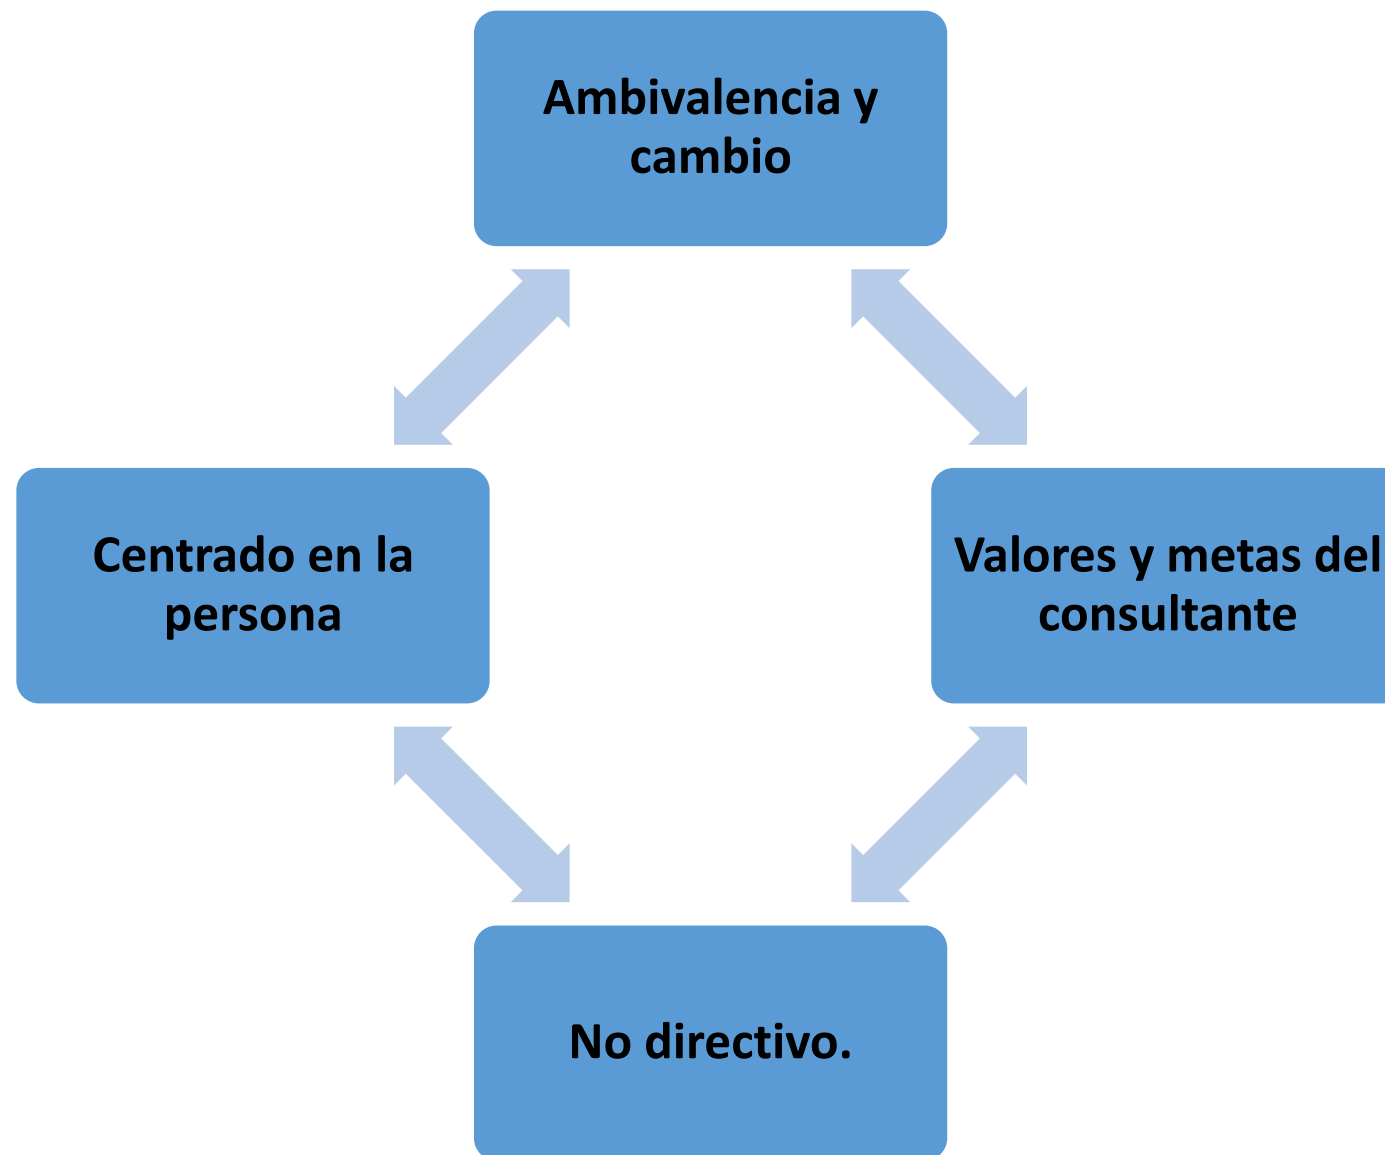 Ambivalencia y
cambio
Centrado en la
persona
Valores y metas del
consultante
No directivo.